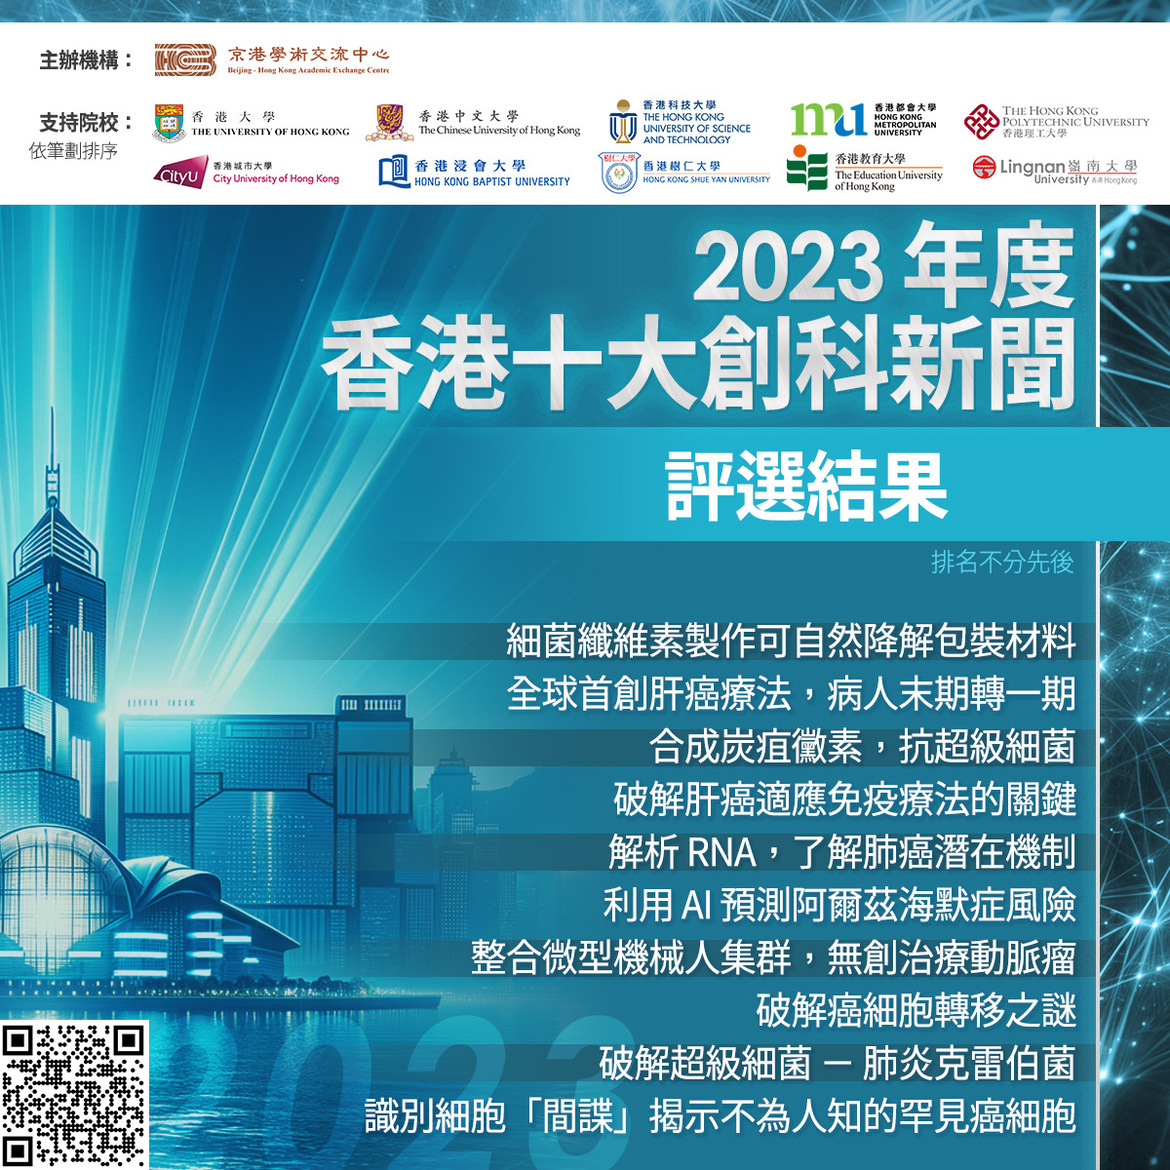 主辦機構：
HCB
京港學術交流中心
Beijing - Hong Kong Academic Exchange Centre
支持院校：
依筆劃排序
香港大學
THE UNIVERSITY OF HONG KONG
香港中文大學
The Chinese University of Hong Kong
香港科技大學
THE HONG KONG
UNIVERSITY OF SCIENCE
AND TECHNOLOGY
mu
香港都會大學
HONG KONG
METROPOLITAN
UNIVERSITY
THE HONG KONG
POLYTECHNIC UNIVERSITY
香港理工大學
CityU
香港城市大學
City University of Hong Kong
香港浸會大學
HONG KONG BAPTIST UNIVERSITY
樹仁大學
香港樹仁大學
HONG KONG SHUE YAN UNIVERSITY
香港教育大學
The Education University
of Hong Kong
Lingnan 嶺南大學
University 香港 Hong Kong
2023 年度
香港十大創科新聞
評選結果
排名不分先後
細菌纖維素製作可自然降解包裝材料
全球首創肝癌療法，病人末期轉一期
合成炭疽黴素，抗超級細菌
破解肝癌適應免疫療法的關鍵
解析 RNA，了解肺癌潛在機制
利用 AI 預測阿爾茲海默症風險
整合微型機械人集群，無創治療動脈瘤
破解癌細胞轉移之謎
破解超級細菌 － 肺炎克雷伯菌
識別細胞「間諜」揭示不為人知的罕見癌細胞
2023